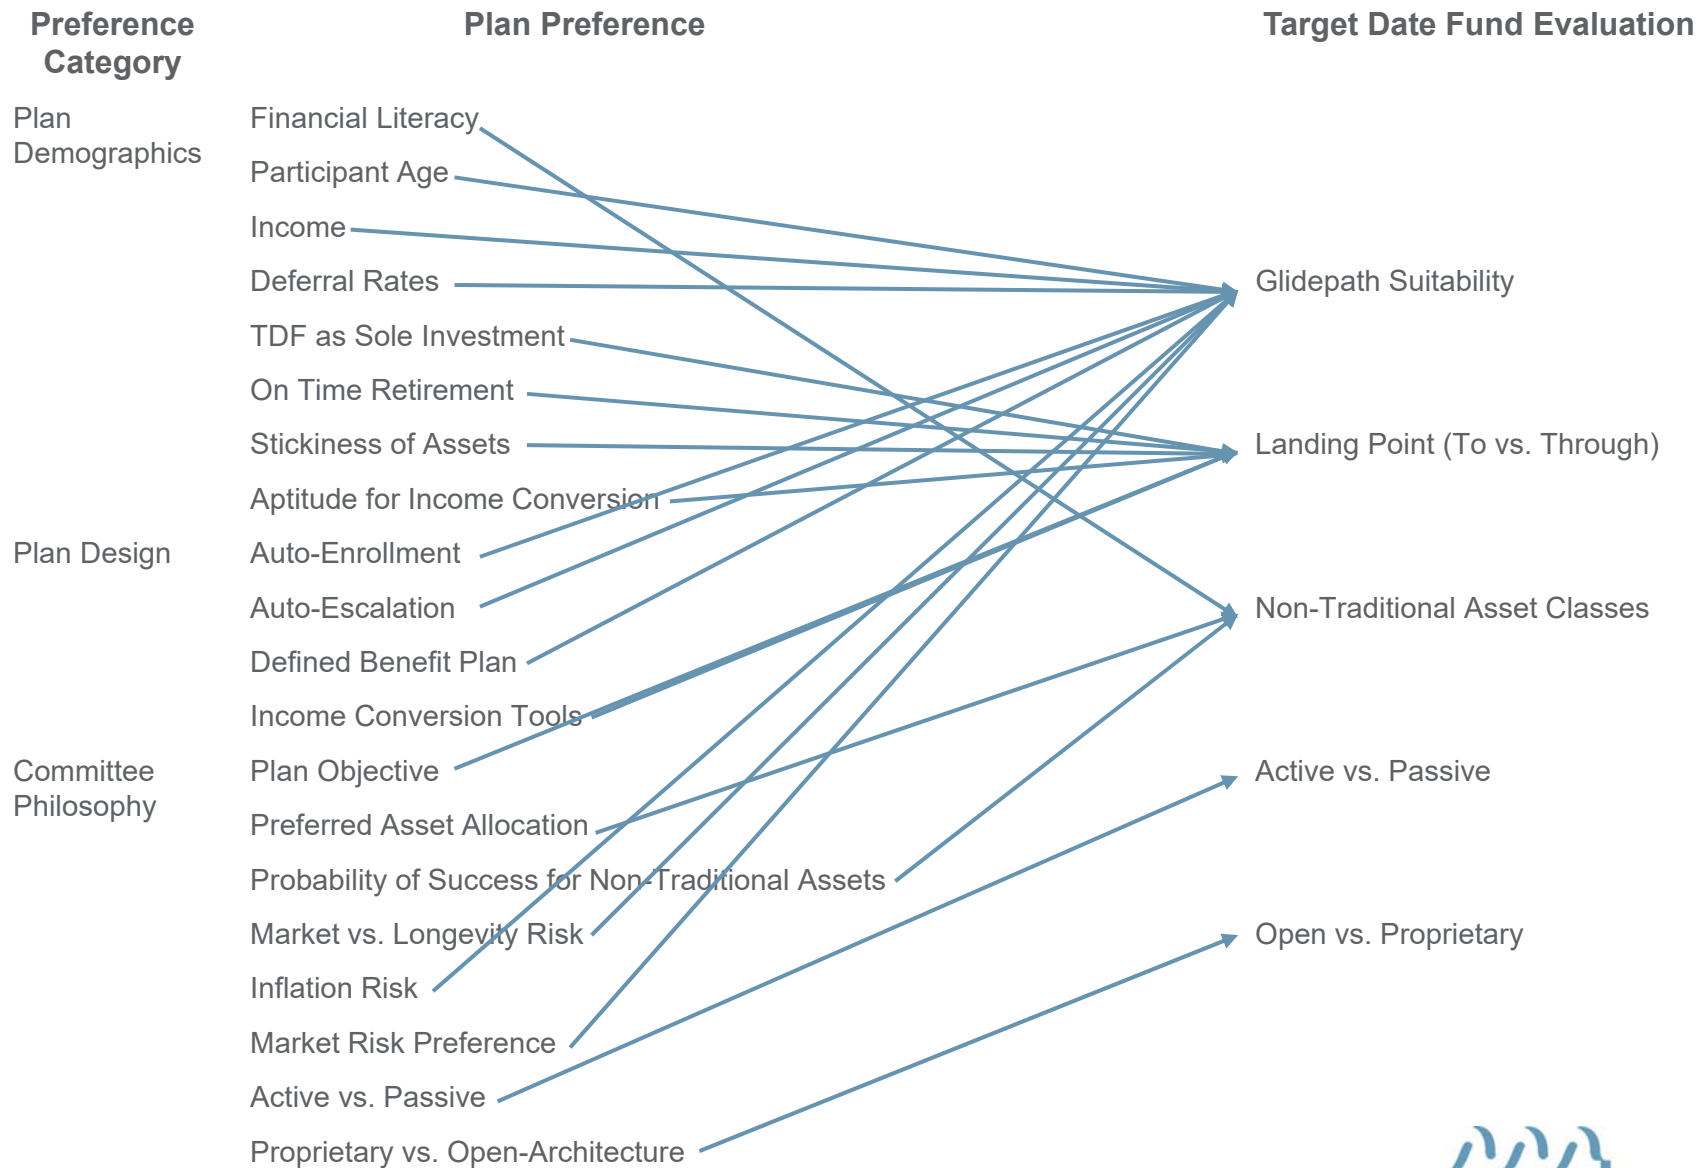 Preference
Category
Plan Preference
Target Date Fund Evaluation
Plan
Demographics
Financial Literacy
Participant Age
Income
Deferral Rates
TDF as Sole Investment
On Time Retirement
Stickiness of Assets
Aptitude for Income Conversion
Plan Design
Auto-Enrollment
Auto-Escalation
Defined Benefit Plan
Income Conversion Tools
Committee
Philosophy
Plan Objective
Preferred Asset Allocation
Probability of Success for Non-Traditional Assets
Market vs. Longevity Risk
Inflation Risk
Market Risk Preference
Active vs. Passive
Proprietary vs. Open-Architecture
Glidepath Suitability
Landing Point (To vs. Through)
Non-Traditional Asset Classes
Active vs. Passive
Open vs. Proprietary